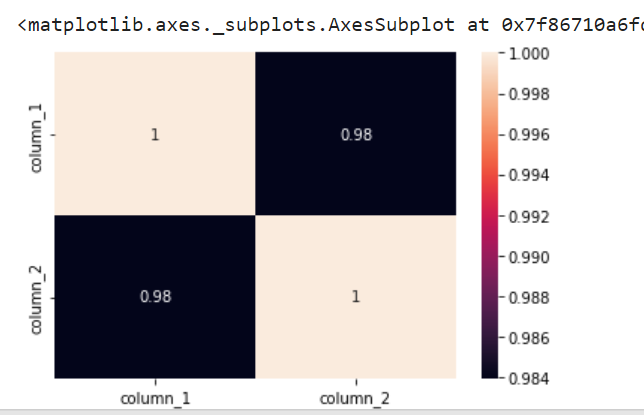 <matplotlib.axes._subplots.AxesSubplot at 0x7f86710a6f
1.000
column_1
1
0.98
0.998
0.996
0.994
0.992
0.990
column_2
0.98
1
0.988
0.986
0.984
column_1
column_2